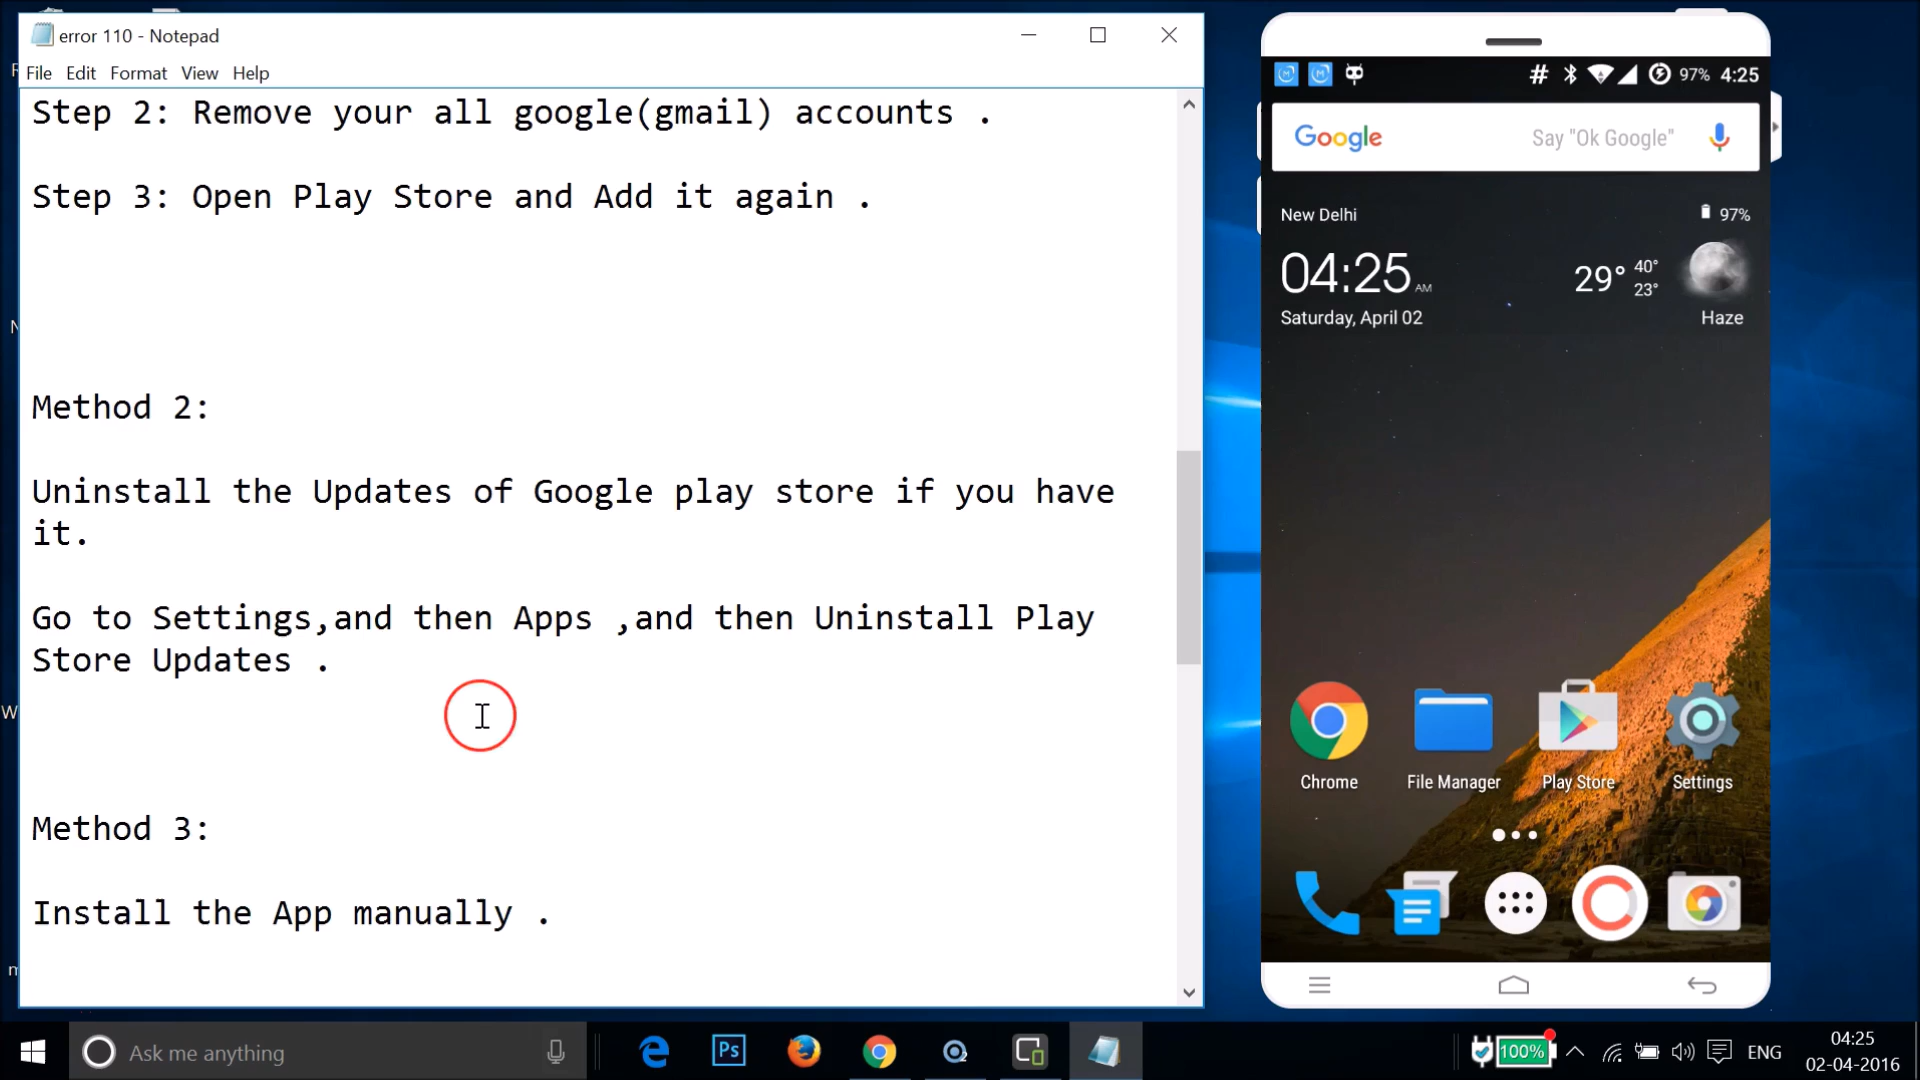 error 110 - Notepad
File Edit Format View Help
Step 2: Remove your all google(gmail) accounts .
Step 3: Open Play Store and Add it again .
Method 2:
Uninstall the Updates of Google play store if you have
it.
Go to Settings,and then Apps ,and then Uninstall Play
Store Updates .
Method 3:
Install the App manually .
97% 4:25
Google Say "Ok Google"
New Delhi 97%
04:25 AM 29° 40°
23°
Saturday, April 02 Haze
Chrome File Manager Play Store Settings
Ask me anything
Ps
100%
ENG
04:25
02-04-2016